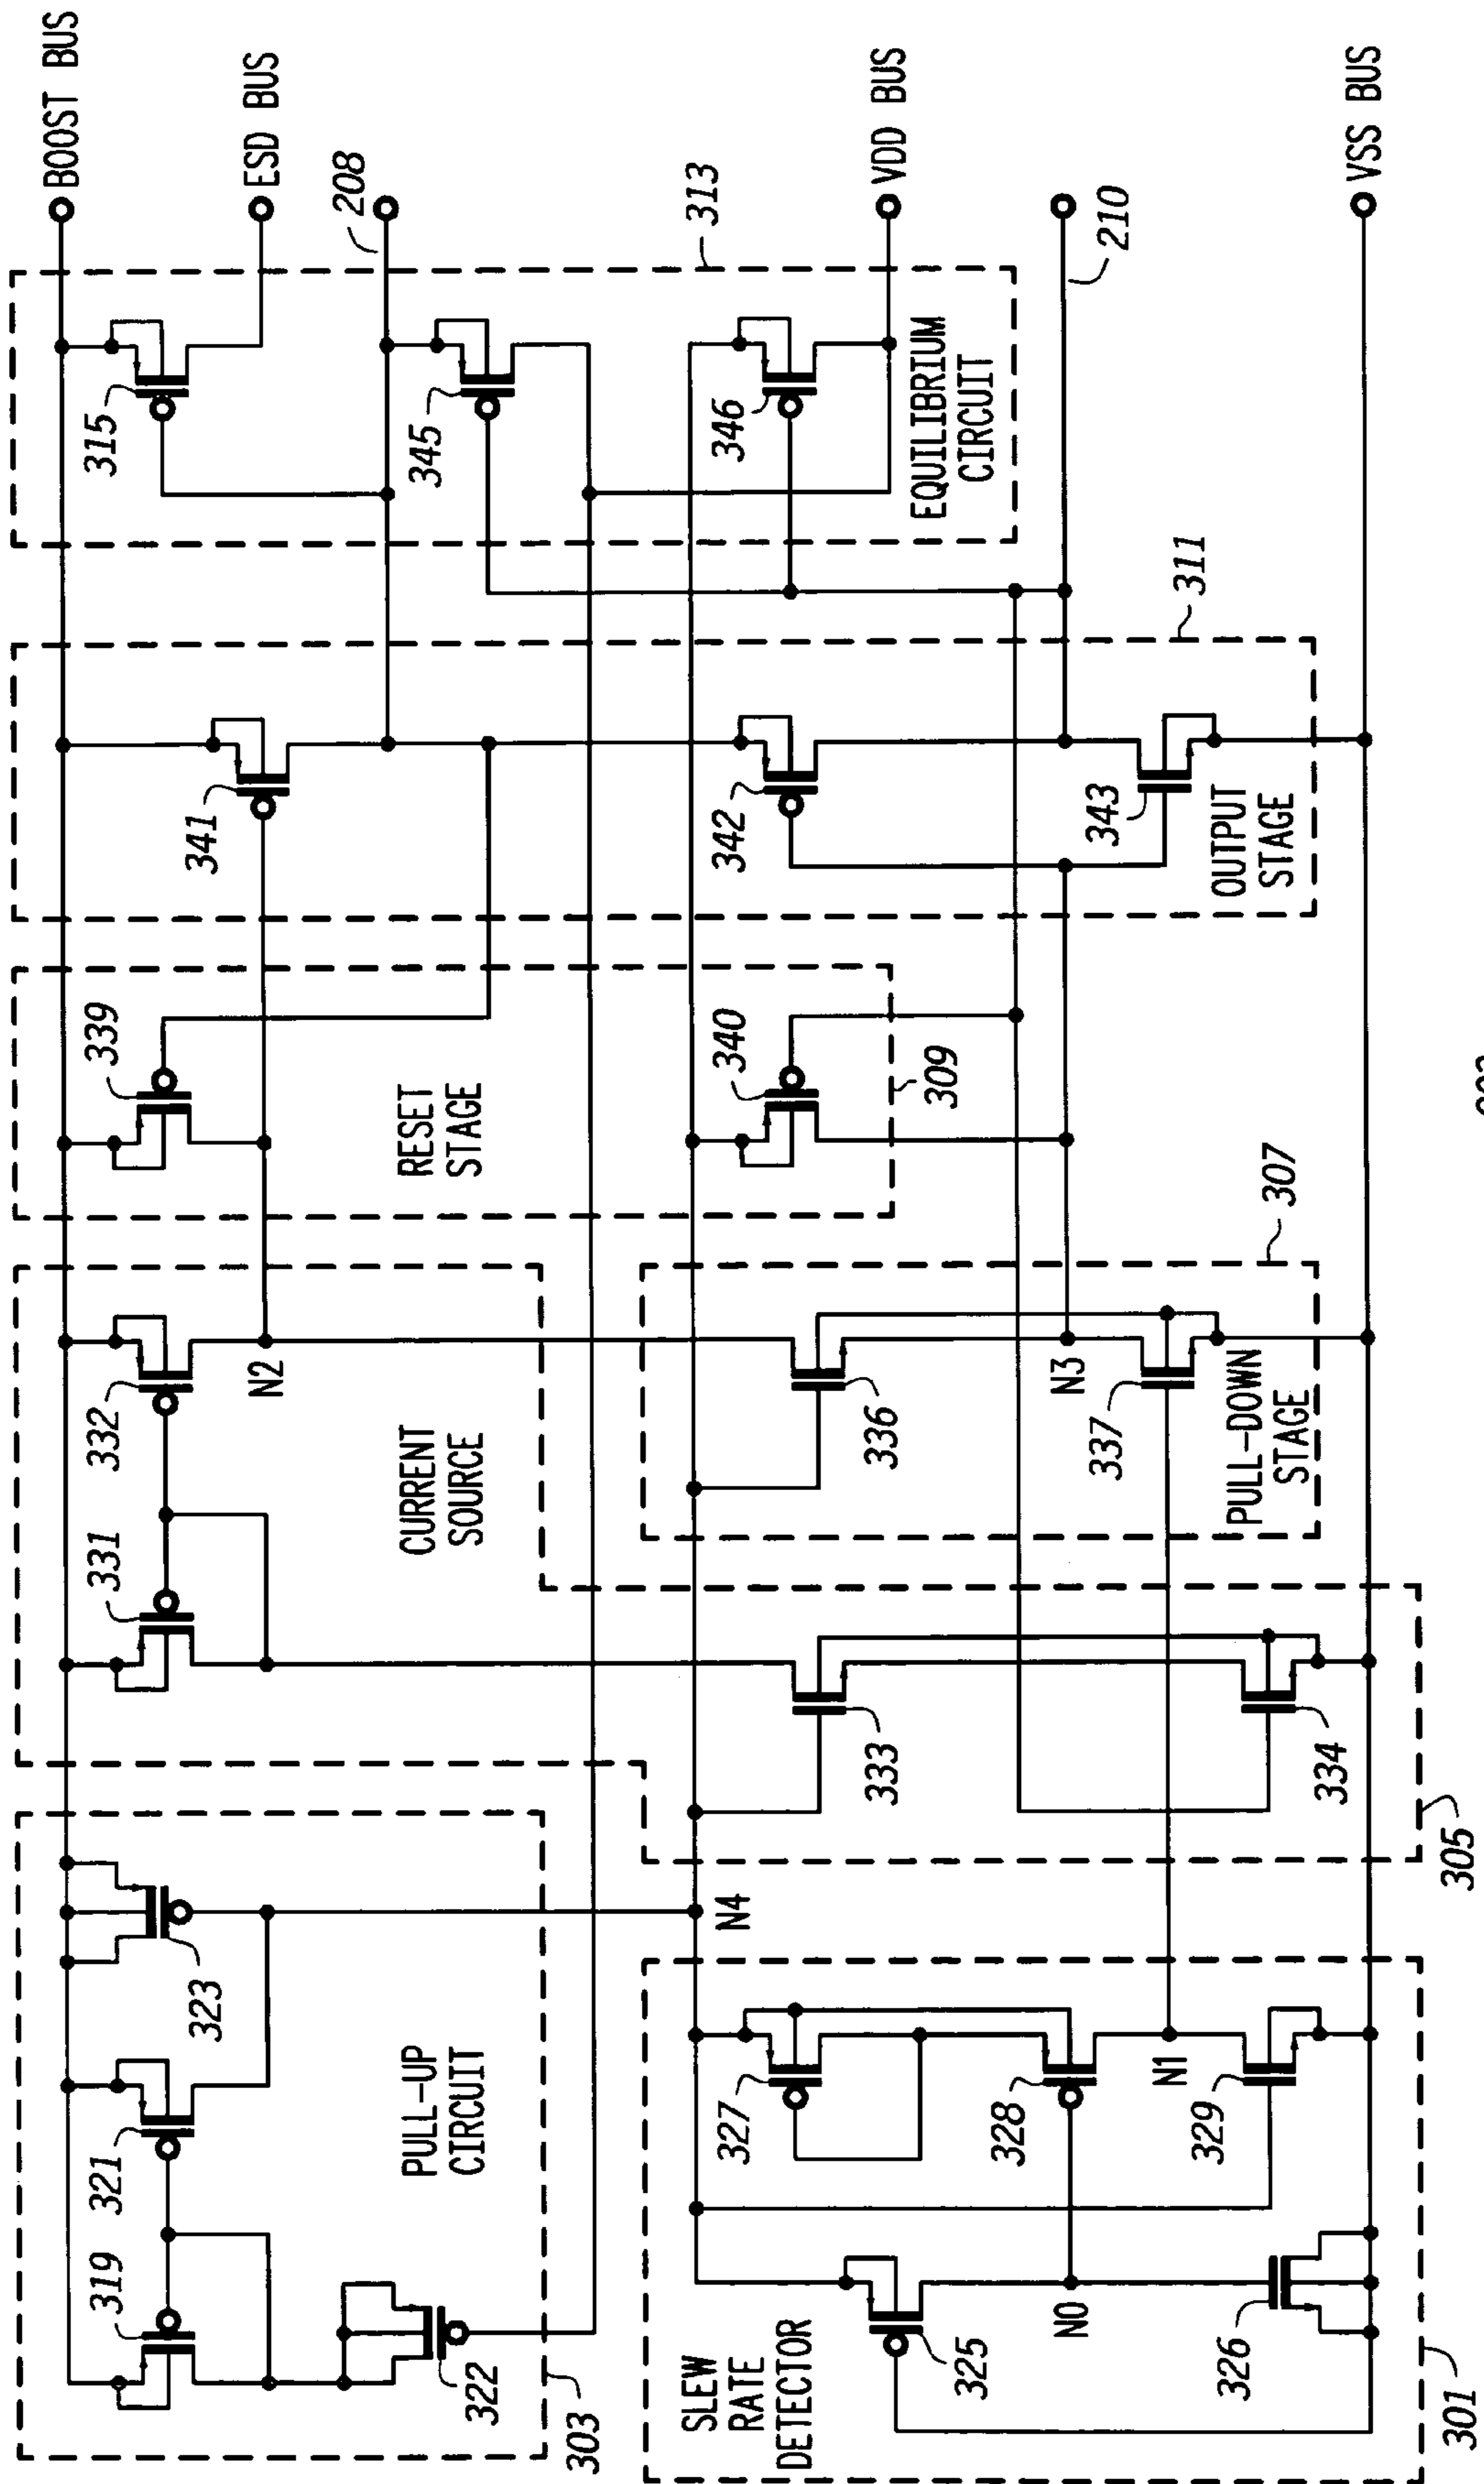 319
321
323
322
PULL-UP
CIRCUIT
303
331
332
CURRENT
SOURCE
N2
339
RESET
STAGE
341
315
BOOST BUS
ESD BUS
208
345
313
346
EQUILIBRIUM
CIRCUIT
VDD BUS
210
VSS BUS
SLEW
RATE
DETECTOR
325
N0
326
327
328
N1
329
301
N4
333
334
305
336
N3
337
PULL-DOWN
STAGE
307
340
309
342
343
OUTPUT
STAGE
311